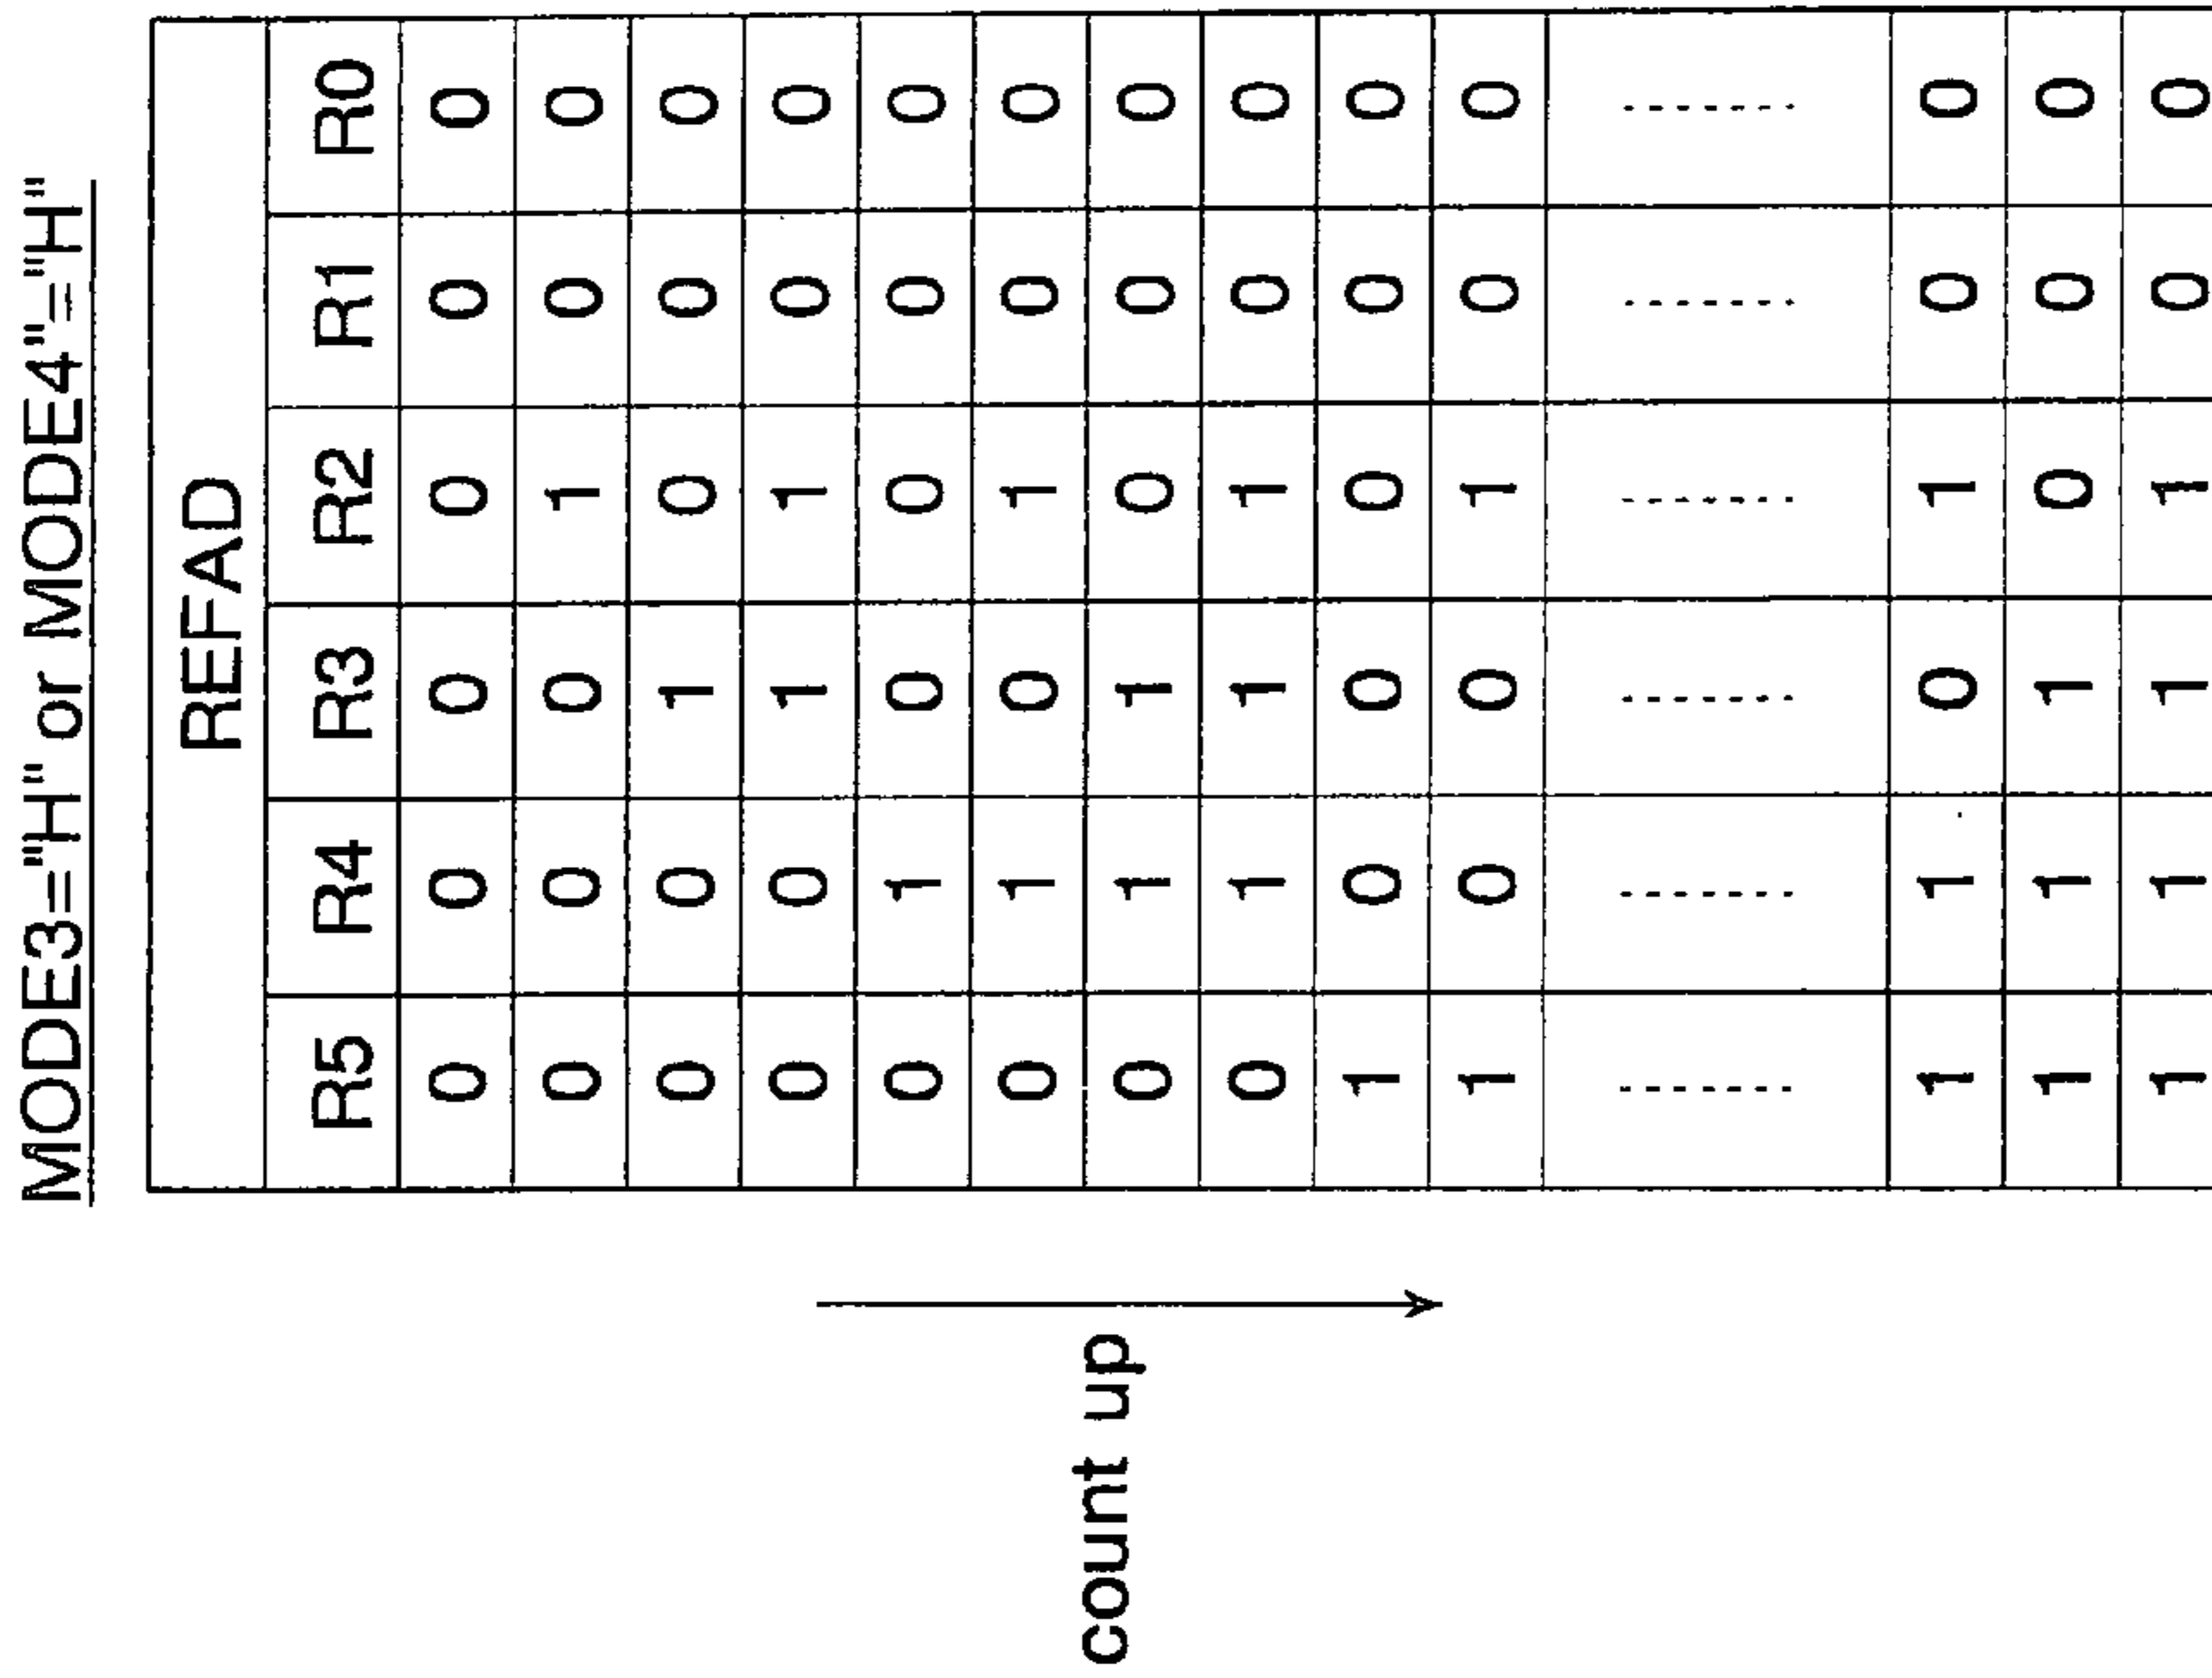 MODE3="H" or MODE4"="H"
REFAD
R5 R4 R3 R2 R1 R0
0 0 0 0 0 0
0 0 0 1 0 0
0 0 1 0 0 0
0 0 1 1 0 0
0 1 0 0 0 0
0 1 0 1 0 0
0 1 1 0 0 0
0 1 1 1 0 0
1 0 0 0 0 0
1 0 0 1 0 0
1 1 0 1 0 0
1 1 1 0 0 0
1 1 1 1 0 0
count up